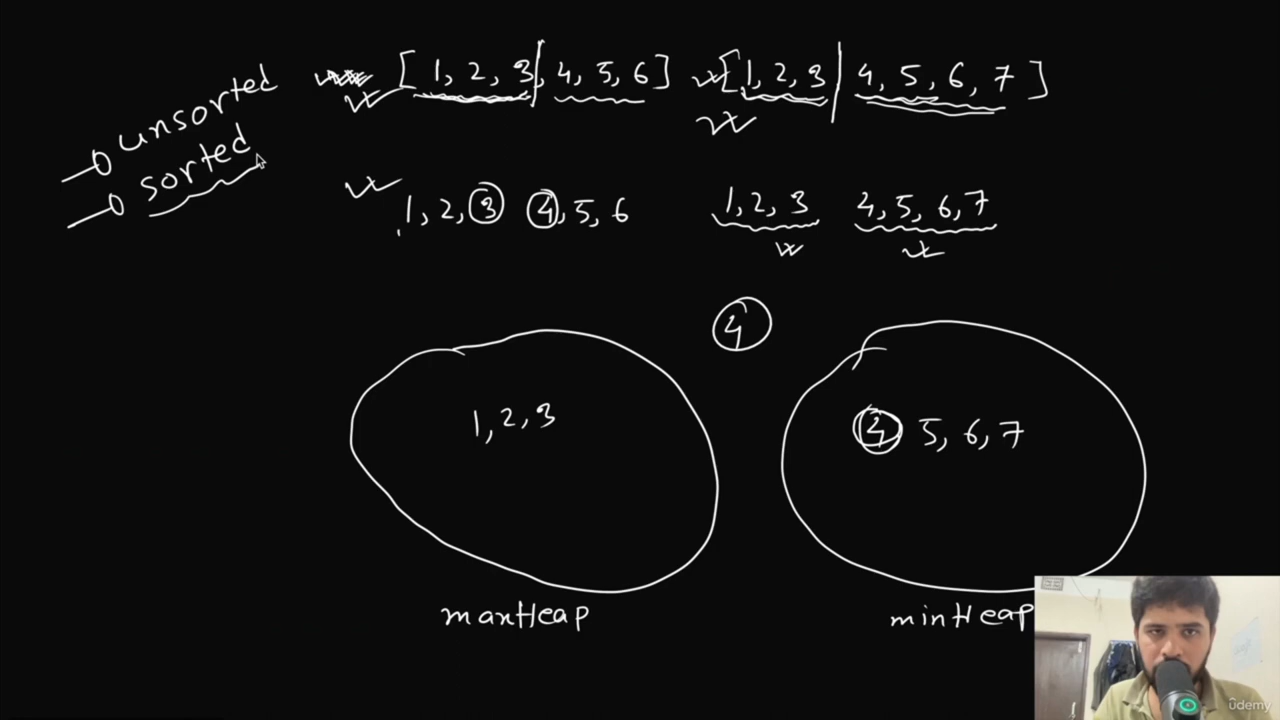 unsorted
sorted
[1, 2, 3, 4, 5, 6] [1, 2, 3 4, 5, 6, 7]
1, 2, 3 4, 5, 6 1, 2, 3 4, 5, 6, 7
4
1, 2, 3
4 5, 6, 7
maxHeap
minHeap
ûdemy